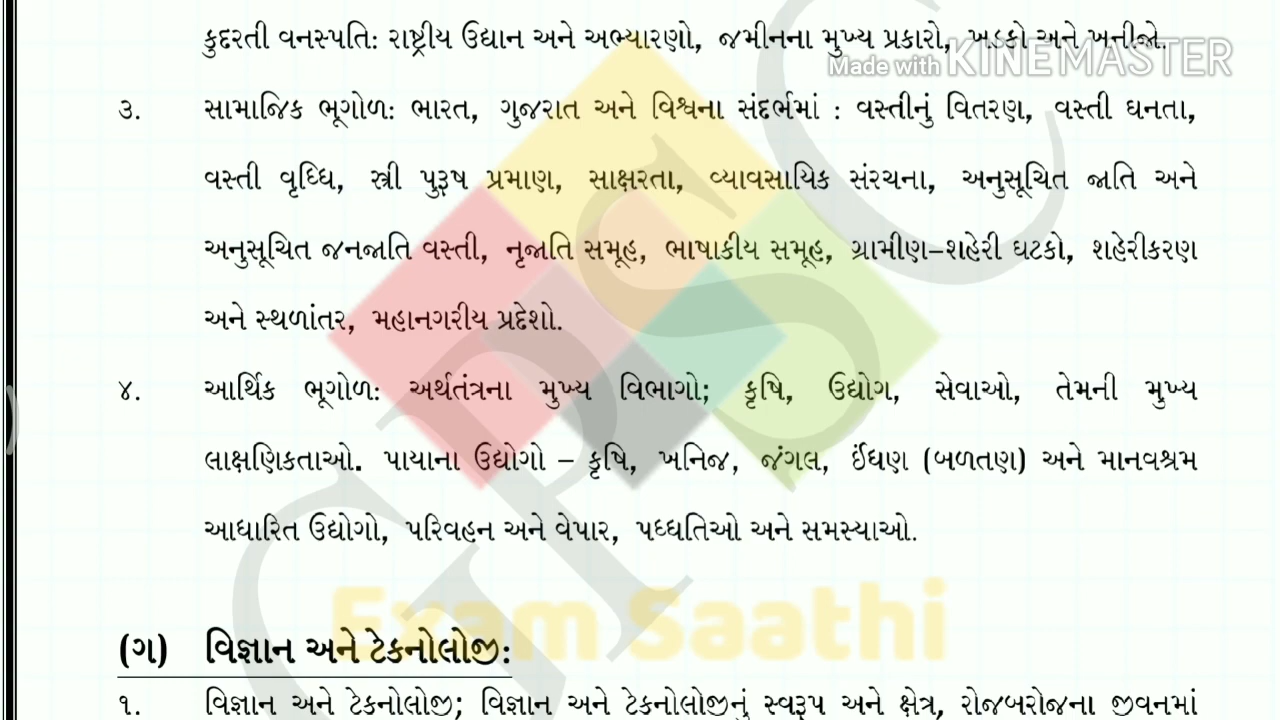 કુદરતી વનસ્પતિ: રાષ્ટ્રીય ઉદ્યાન અને અભ્યારણો, જમીનના મુખ્ય પ્રકારો, ખડકો અને ખનીજો.
Made with KINEMASTER
૩. સામાજિક ભૂગોળ: ભારત, ગુજરાત અને વિશ્વના સંદર્ભમાં : વસ્તીનું વિતરણ, વસ્તી ઘનતા,
વસ્તી વૃધ્ધિ, સ્ત્રી પુરૂષ પ્રમાણ, સાક્ષરતા, વ્યાવસાયિક સંરચના, અનુસૂચિત જાતિ અને
અનુસૂચિત જનજાતિ વસ્તી, નૃજાતિ સમૂહ, ભાષાકીય સમૂહ, ગ્રામીણ–શહેરી ઘટકો, શહેરીકરણ
અને સ્થળાંતર, મહાનગરીય પ્રદેશો.
૪. આર્થિક ભૂગોળ: અર્થતંત્રના મુખ્ય વિભાગો; કૃષિ, ઉદ્યોગ, સેવાઓ, તેમની મુખ્ય
લાક્ષણિકતાઓ. પાયાના ઉદ્યોગો – કૃષિ, ખનિજ, જંગલ, ઈંધણ (બળતણ) અને માનવશ્રમ
આધારિત ઉદ્યોગો, પરિવહન અને વેપાર, પધ્ધતિઓ અને સમસ્યાઓ.
GPSC
Exam Saathi
(ગ) વિજ્ઞાન અને ટેકનોલોજી:
૧. વિજ્ઞાન અને ટેકનોલોજી; વિજ્ઞાન અને ટેકનોલોજીનું સ્વરૂપ અને ક્ષેત્ર, રોજબરોજના જીવનમાં